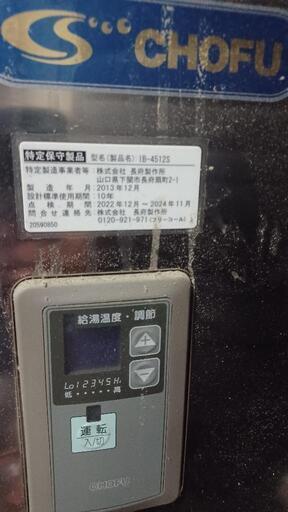 CHOFU
特定保守製品 型名(製品名): IB-4512S
特定製造事業者等: 株式会社 長府製作所
山口県下関市長府扇町2-1
製造年月: 2013年12月
設計標準使用期間: 10年
点検期間: 2022年12月 ～ 2024年11月
問合せ連絡先: 株式会社 長府製作所
0120-921-971(フリーコール)
20590850
給湯温度・調節
Lo 1 2 3 4 5 Hi
低・・・・・高
運転
入/切
CHOFU